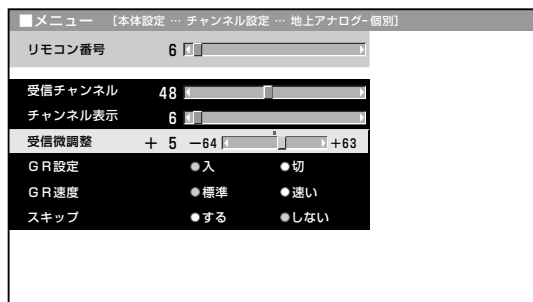 ■メニュー [本体設定 … チャンネル設定 … 地上アナログ-個別]
リモコン番号 6
受信チャンネル 48
チャンネル表示 6
受信微調整 ＋ 5 －64 ＋63
ＧＲ設定 ●入 ●切
ＧＲ速度 ●標準 ●速い
スキップ ●する ●しない